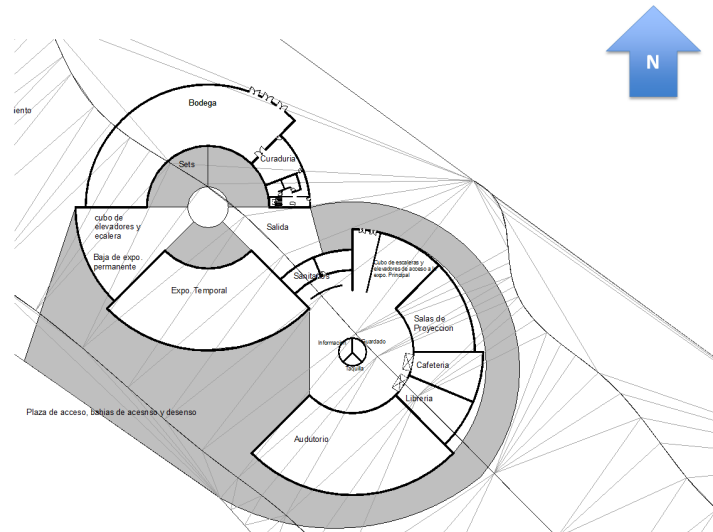 N
Bodega
iento
Sets
Curaduria
cubo de
elevadores y
ecalera
Baja de expo.
permanente
Salida
Sanitarios
Cubo de escaleras y
elevadores de acceso a la
expo. Principal
Expo. Temporal
Salas de
Proyeccion
Informacion
Guardado
Taquilla
Cafeteria
Libreria
Plaza de acceso, bahias de acesnso y desenso
Audutorio